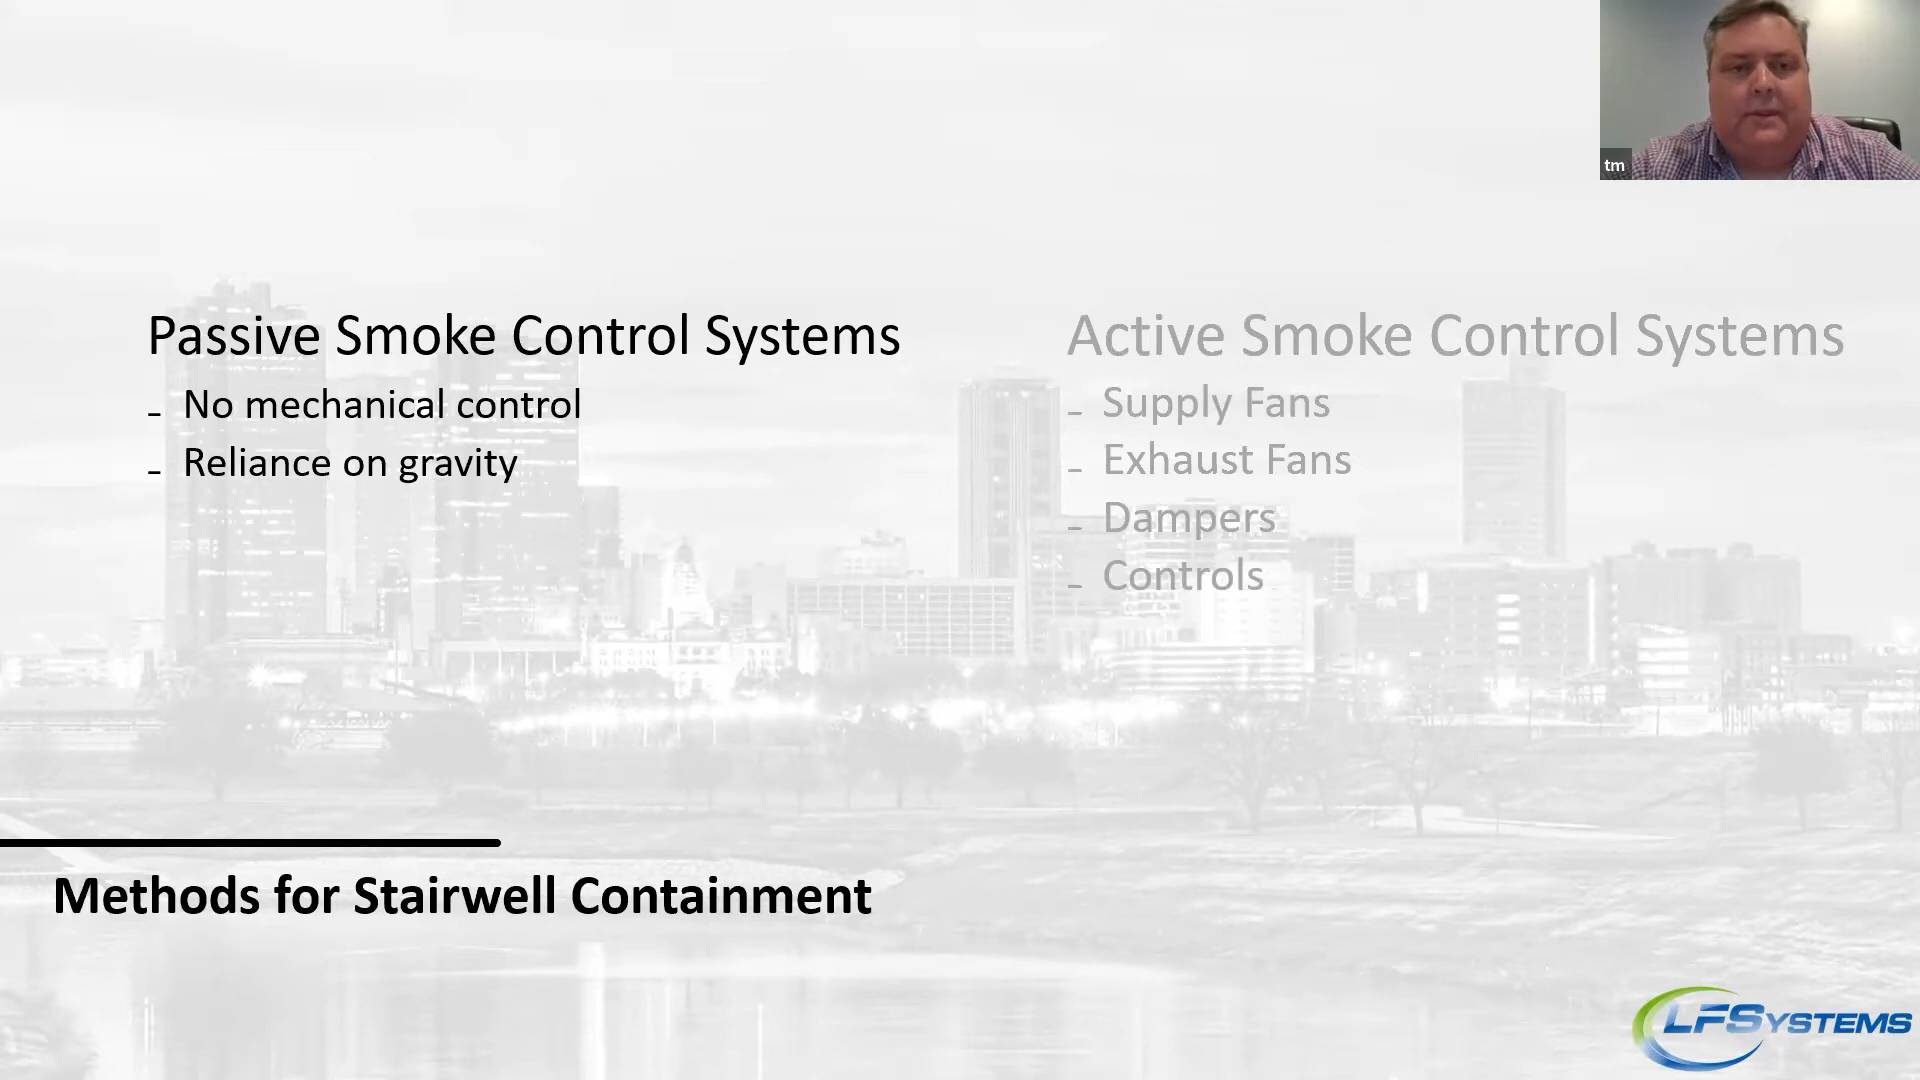 tm
Passive Smoke Control Systems
- No mechanical control
- Reliance on gravity
Active Smoke Control Systems
- Supply Fans
- Exhaust Fans
- Dampers
- Controls
Methods for Stairwell Containment
LFSYSTEMS